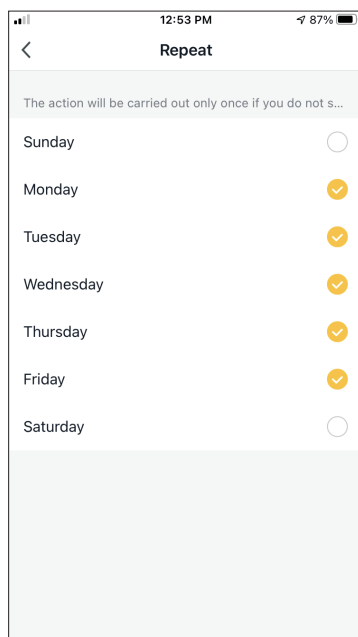 12:53 PM
87%
Repeat
The action will be carried out only once if you do not s...
Sunday
Monday
Tuesday
Wednesday
Thursday
Friday
Saturday